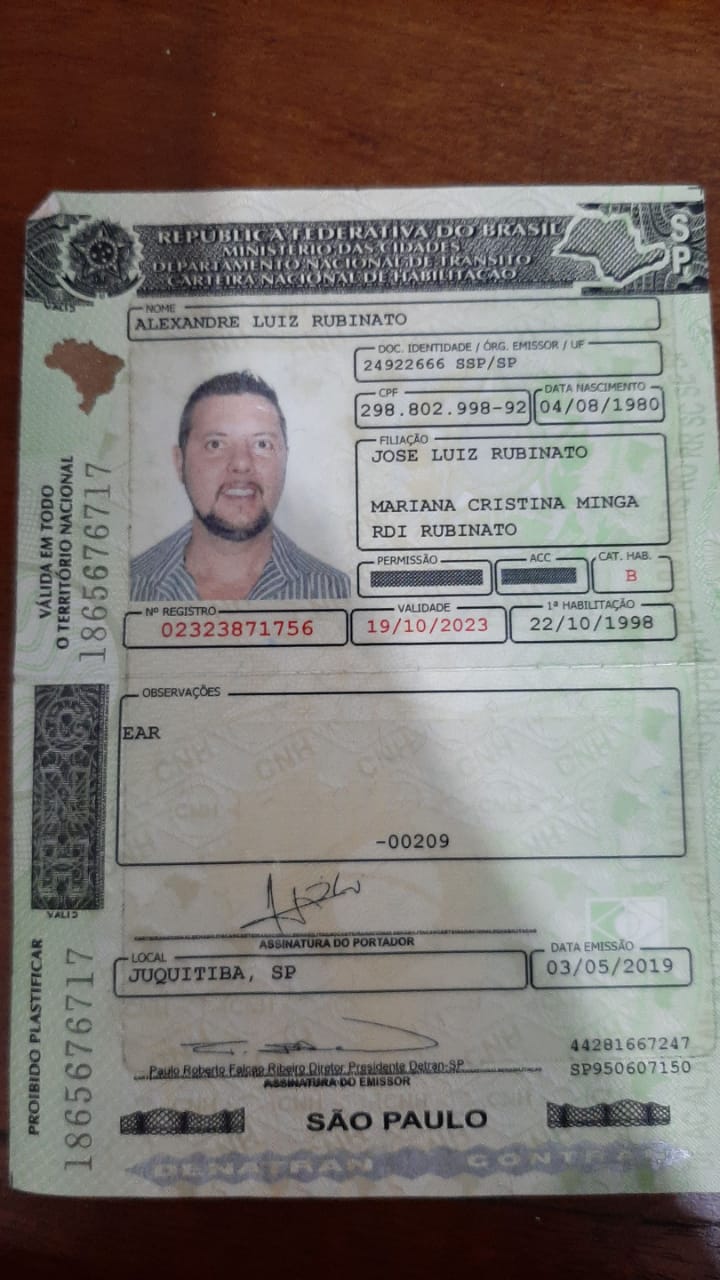 REPÚBLICA FEDERATIVA DO BRASIL
MINISTÉRIO DAS CIDADES
DEPARTAMENTO NACIONAL DE TRÂNSITO
CARTEIRA NACIONAL DE HABILITAÇÃO
SP
NOME
ALEXANDRE LUIZ RUBINATO
DOC. IDENTIDADE / ÓRG. EMISSOR / UF
24922666 SSP/SP
CPF
298.802.998-92
DATA NASCIMENTO
04/08/1980
FILIAÇÃO
JOSE LUIZ RUBINATO
MARIANA CRISTINA MINGA
RDI RUBINATO
PERMISSÃO
ACC
CAT. HAB.
B
Nº REGISTRO
02323871756
VALIDADE
19/10/2023
1ª HABILITAÇÃO
22/10/1998
VÁLIDA EM TODO
O TERRITÓRIO NACIONAL
1865676717
OBSERVAÇÕES
EAR
-00209
ASSINATURA DO PORTADOR
LOCAL
JUQUITIBA, SP
DATA EMISSÃO
03/05/2019
PROIBIDO PLASTIFICAR
1865676717
44281667247
SP950607150
Paulo Roberto Falcao Ribeiro Diretor Presidente Detran-SP
ASSINATURA DO EMISSOR
SÃO PAULO
DENATRAN CONTRAN